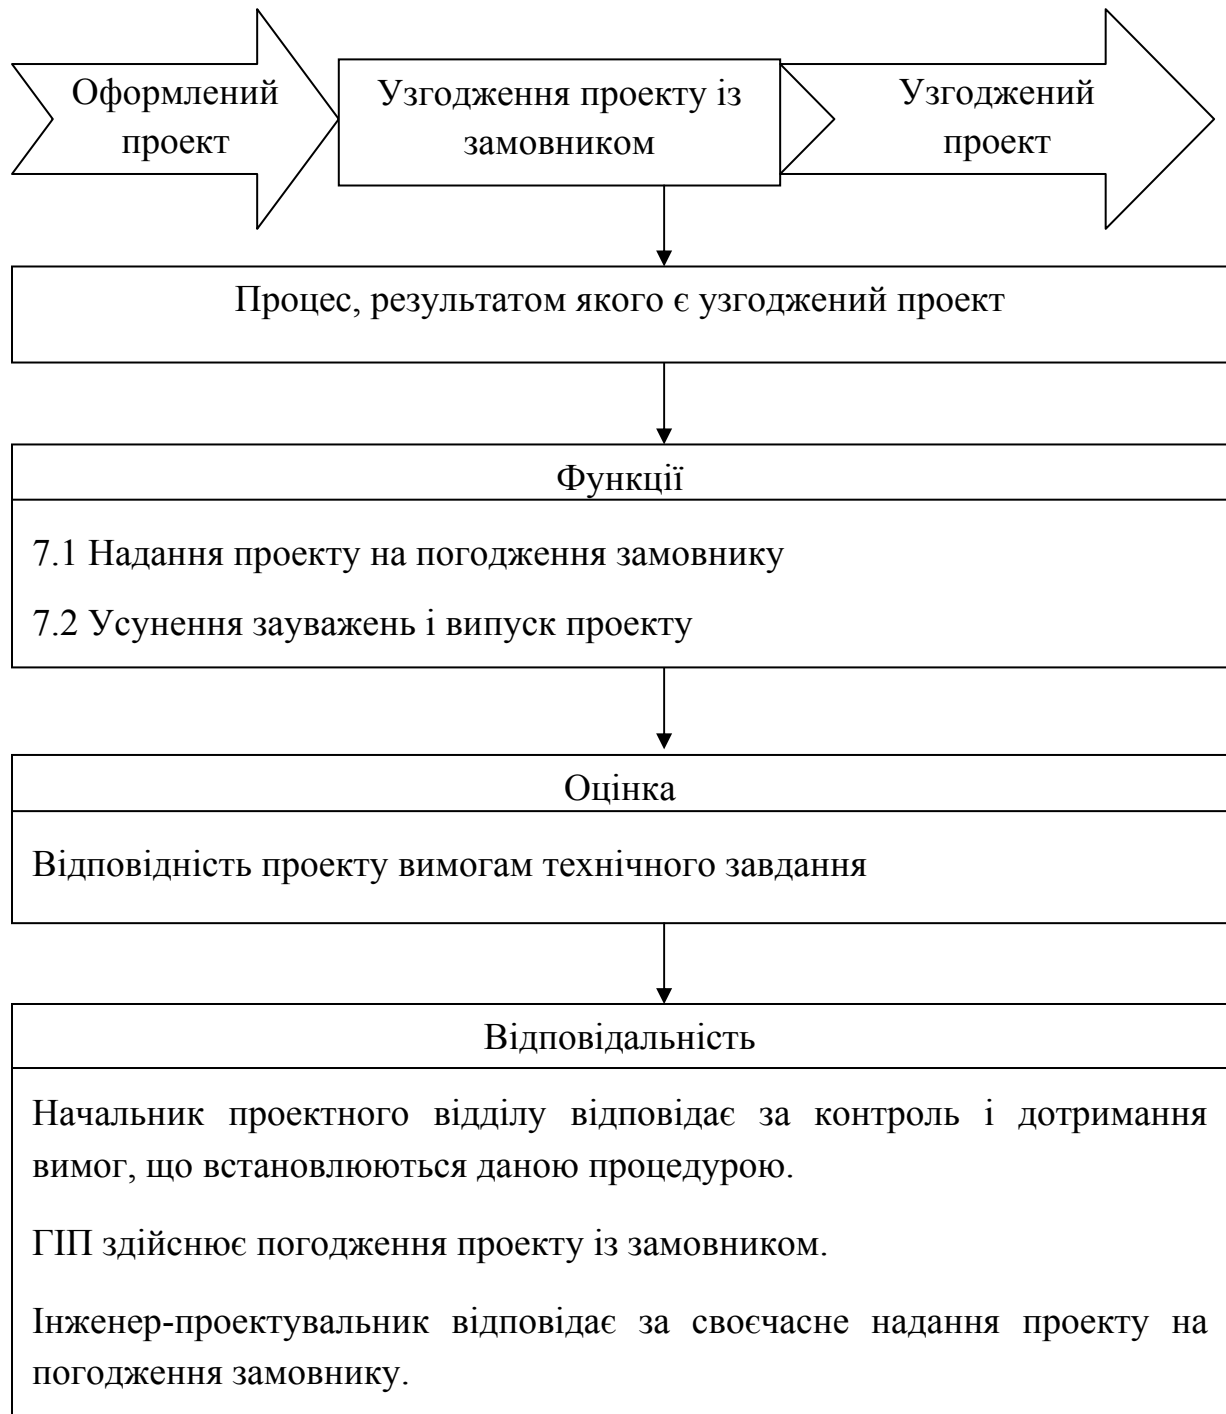 Оформлений
проект
Узгодження проекту із
замовником
Узгоджений
проект
Процес, результатом якого є узгоджений проект
Функції
7.1 Надання проекту на погодження замовнику
7.2 Усунення зауважень і випуск проекту
Оцінка
Відповідність проекту вимогам технічного завдання
Відповідальність
Начальник проектного відділу відповідає за контроль і дотримання
вимог, що встановлюються даною процедурою.
ГІП здійснює погодження проекту із замовником.
Інженер-проектувальник відповідає за своєчасне надання проекту на
погодження замовнику.